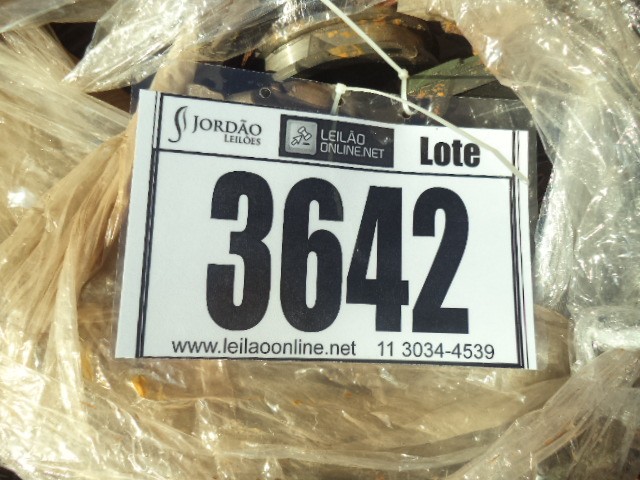 JORDÃO
LEILÕES
LEILÃO
ONLINE.NET
Lote
3642
www.leilaoonline.net 11 3034-4539